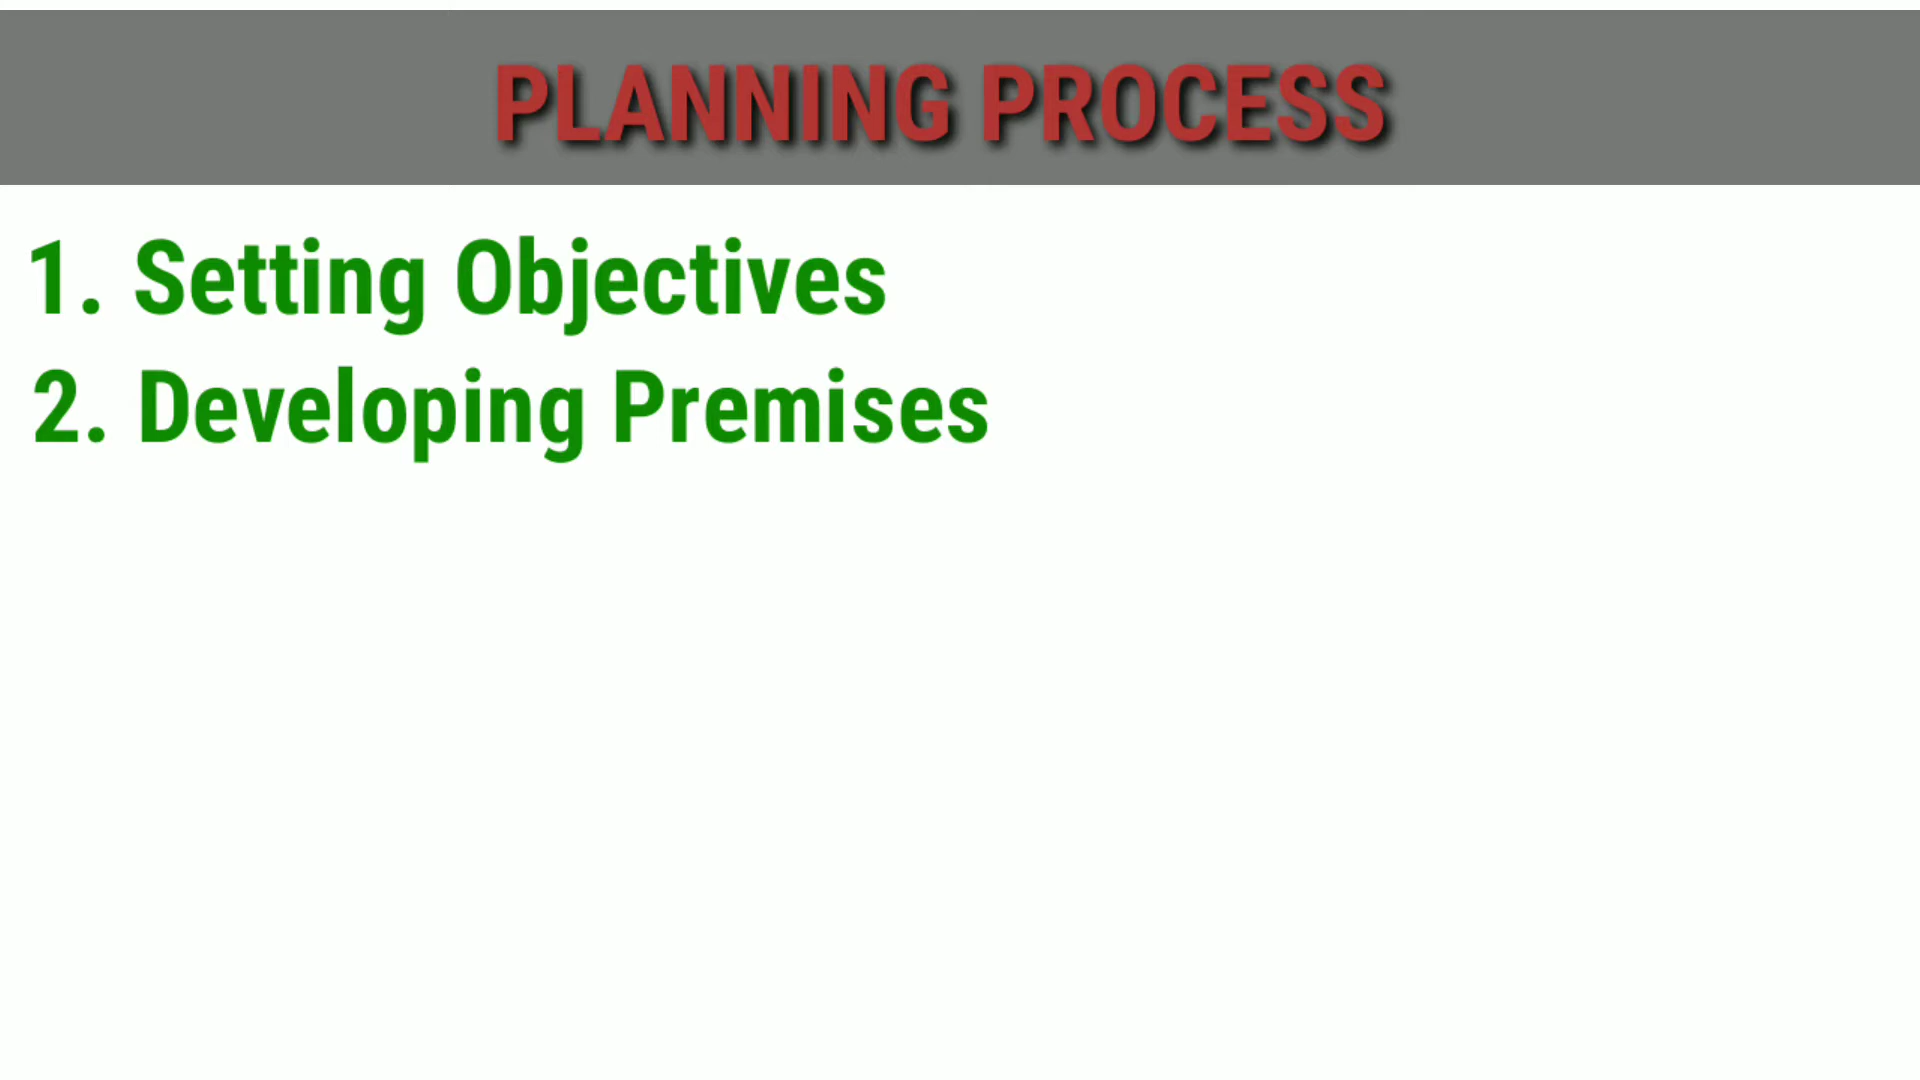 PLANNING PROCESS
1. Setting Objectives
2. Developing Premises